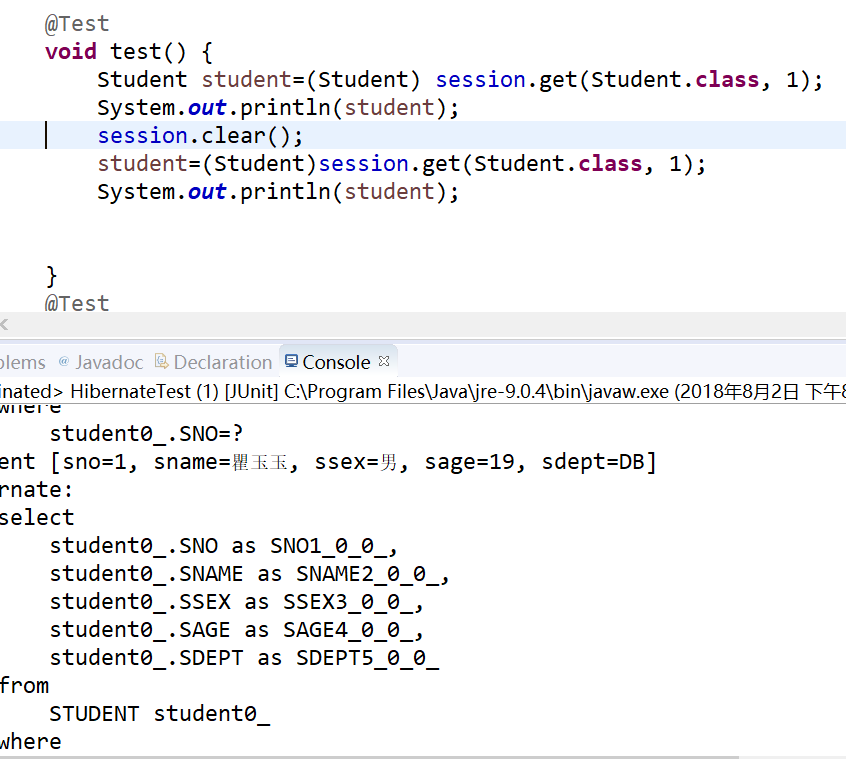 @Test
void test() {
Student student=(Student) session.get(Student.class, 1);
System.out.println(student);
session.clear();
student=(Student)session.get(Student.class, 1);
System.out.println(student);
}
@Test
blems @ Javadoc Declaration Console
inated> HibernateTest (1) [JUnit] C:\Program Files\Java\jre-9.0.4\bin\javaw.exe (2018年8月2日 下午8
where
student0_.SNO=?
ent [sno=1, sname=瞿玉玉, ssex=男, sage=19, sdept=DB]
rnate:
select
student0_.SNO as SNO1_0_0_,
student0_.SNAME as SNAME2_0_0_,
student0_.SSEX as SSEX3_0_0_,
student0_.SAGE as SAGE4_0_0_,
student0_.SDEPT as SDEPT5_0_0_
from
STUDENT student0_
where